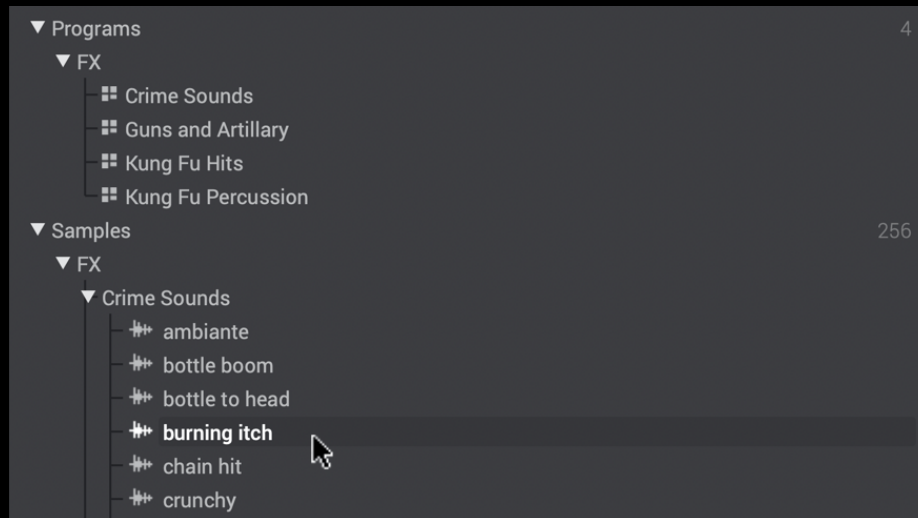 Programs 4
FX
Crime Sounds
Guns and Artillary
Kung Fu Hits
Kung Fu Percussion
Samples 256
FX
Crime Sounds
ambiante
bottle boom
bottle to head
burning itch
chain hit
crunchy